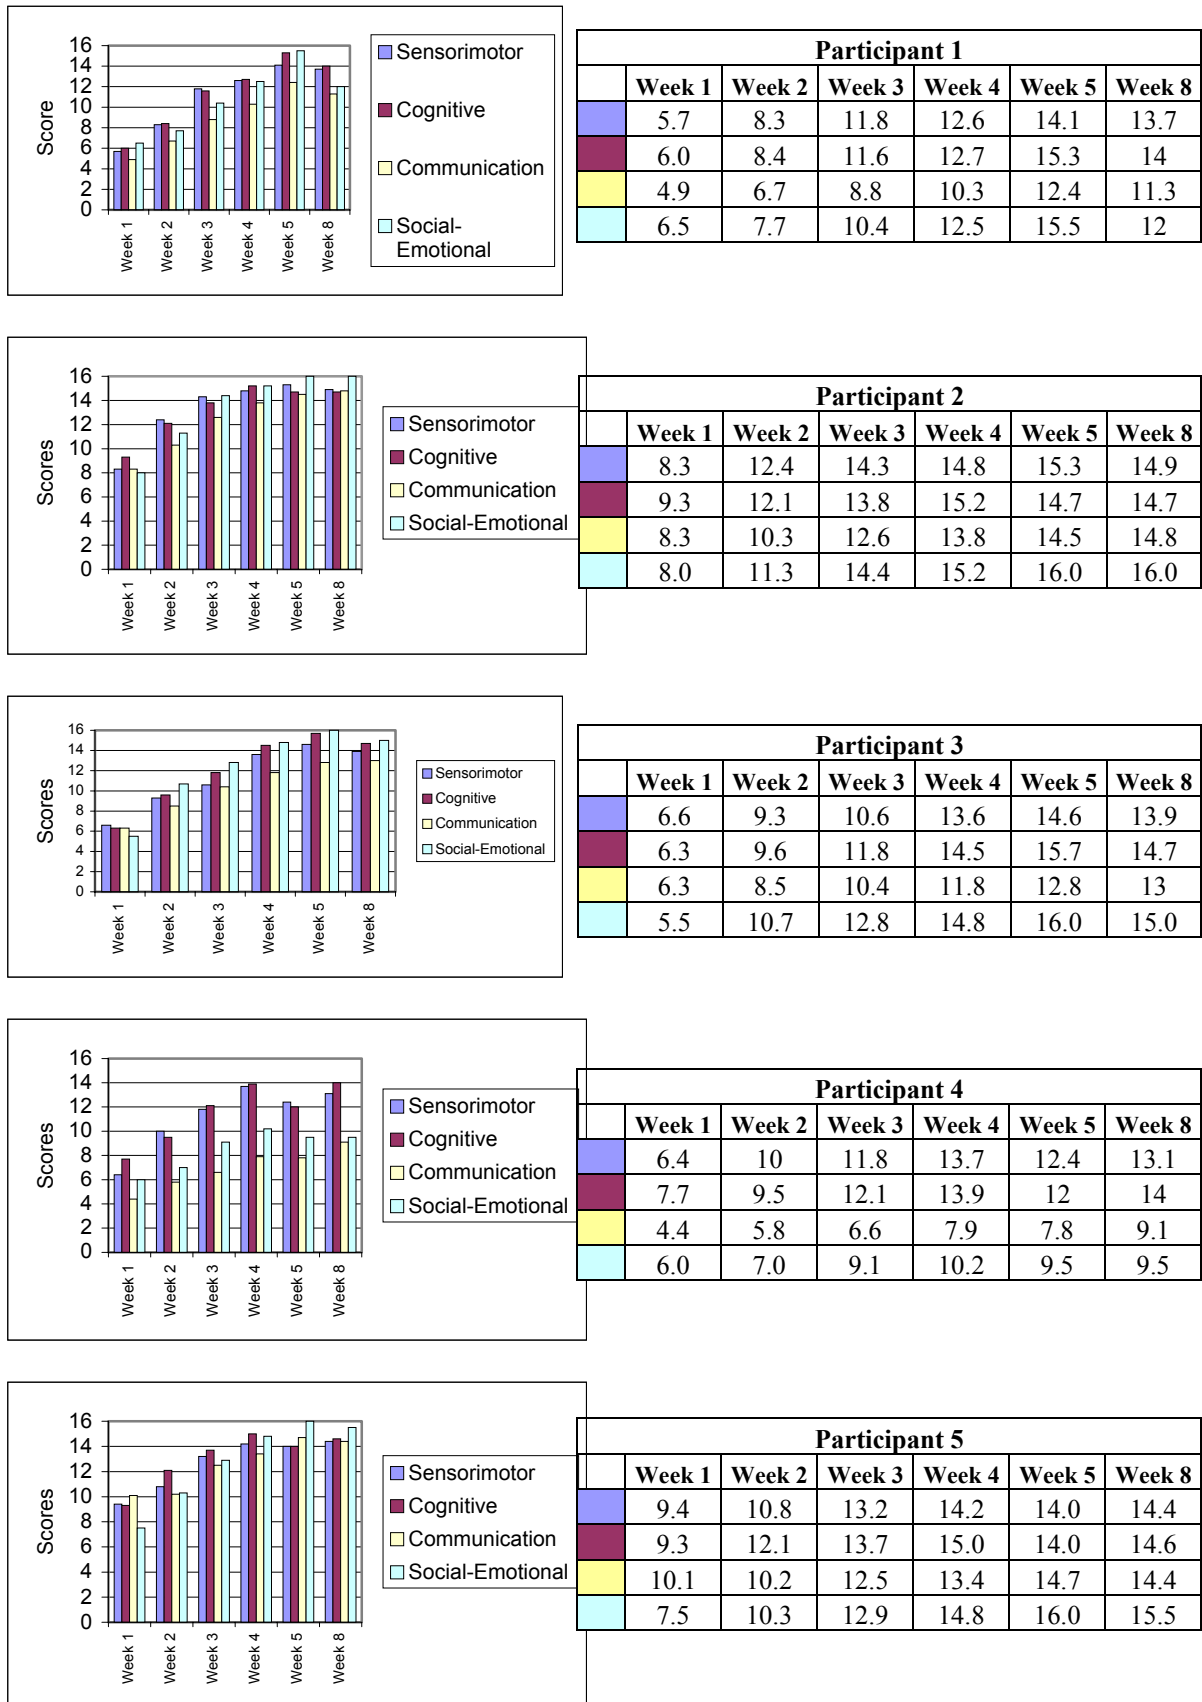 Score
16
14
12
10
8
6
4
2
0
Week 1
Week 2
Week 3
Week 4
Week 5
Week 8
Sensorimotor
Cognitive
Communication
Social-
Emotional
Participant 1
Week 1 Week 2 Week 3 Week 4 Week 5 Week 8
5.7 8.3 11.8 12.6 14.1 13.7
6.0 8.4 11.6 12.7 15.3 14
4.9 6.7 8.8 10.3 12.4 11.3
6.5 7.7 10.4 12.5 15.5 12
Scores
16
14
12
10
8
6
4
2
0
Week 1
Week 2
Week 3
Week 4
Week 5
Week 8
Sensorimotor
Cognitive
Communication
Social-Emotional
Participant 2
Week 1 Week 2 Week 3 Week 4 Week 5 Week 8
8.3 12.4 14.3 14.8 15.3 14.9
9.3 12.1 13.8 15.2 14.7 14.7
8.3 10.3 12.6 13.8 14.5 14.8
8.0 11.3 14.4 15.2 16.0 16.0
Scores
16
14
12
10
8
6
4
2
0
Week 1
Week 2
Week 3
Week 4
Week 5
Week 8
Sensorimotor
Cognitive
Communication
Social-Emotional
Participant 3
Week 1 Week 2 Week 3 Week 4 Week 5 Week 8
6.6 9.3 10.6 13.6 14.6 13.9
6.3 9.6 11.8 14.5 15.7 14.7
6.3 8.5 10.4 11.8 12.8 13
5.5 10.7 12.8 14.8 16.0 15.0
Scores
16
14
12
10
8
6
4
2
0
Week 1
Week 2
Week 3
Week 4
Week 5
Week 8
Sensorimotor
Cognitive
Communication
Social-Emotional
Participant 4
Week 1 Week 2 Week 3 Week 4 Week 5 Week 8
6.4 10 11.8 13.7 12.4 13.1
7.7 9.5 12.1 13.9 12 14
4.4 5.8 6.6 7.9 7.8 9.1
6.0 7.0 9.1 10.2 9.5 9.5
Scores
16
14
12
10
8
6
4
2
0
Week 1
Week 2
Week 3
Week 4
Week 5
Week 8
Sensorimotor
Cognitive
Communication
Social-Emotional
Participant 5
Week 1 Week 2 Week 3 Week 4 Week 5 Week 8
9.4 10.8 13.2 14.2 14.0 14.4
9.3 12.1 13.7 15.0 14.0 14.6
10.1 10.2 12.5 13.4 14.7 14.4
7.5 10.3 12.9 14.8 16.0 15.5